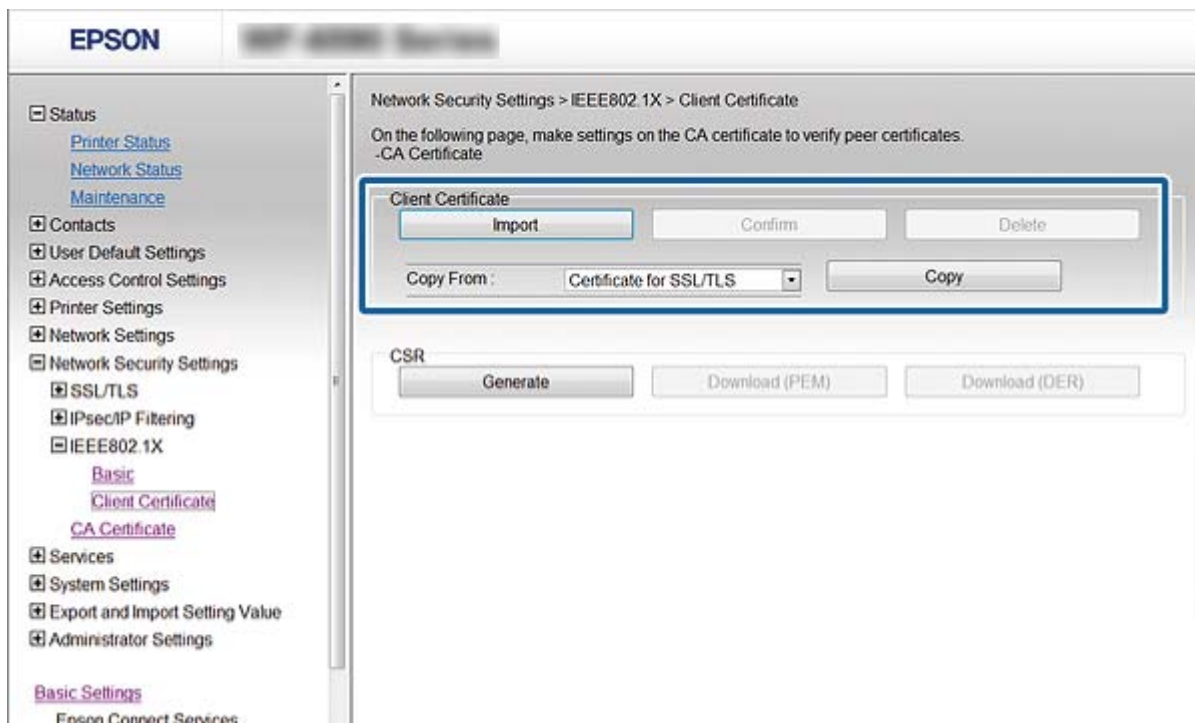 EPSON
Status
Printer Status
Network Status
Maintenance
Contacts
User Default Settings
Access Control Settings
Printer Settings
Network Settings
Network Security Settings
SSL/TLS
IPsec/IP Filtering
IEEE802.1X
Basic
Client Certificate
CA Certificate
Services
System Settings
Export and Import Setting Value
Administrator Settings
Basic Settings
Epson Connect Services
Network Security Settings > IEEE802.1X > Client Certificate
On the following page, make settings on the CA certificate to verify peer certificates.
-CA Certificate
Client Certificate
Import Confirm Delete
Copy From : Certificate for SSL/TLS Copy
CSR
Generate Download (PEM) Download (DER)